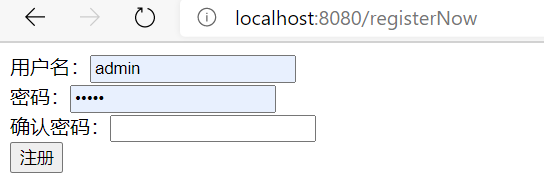 localhost:8080/registerNow
用户名：admin
密码：•••••
确认密码：
注册